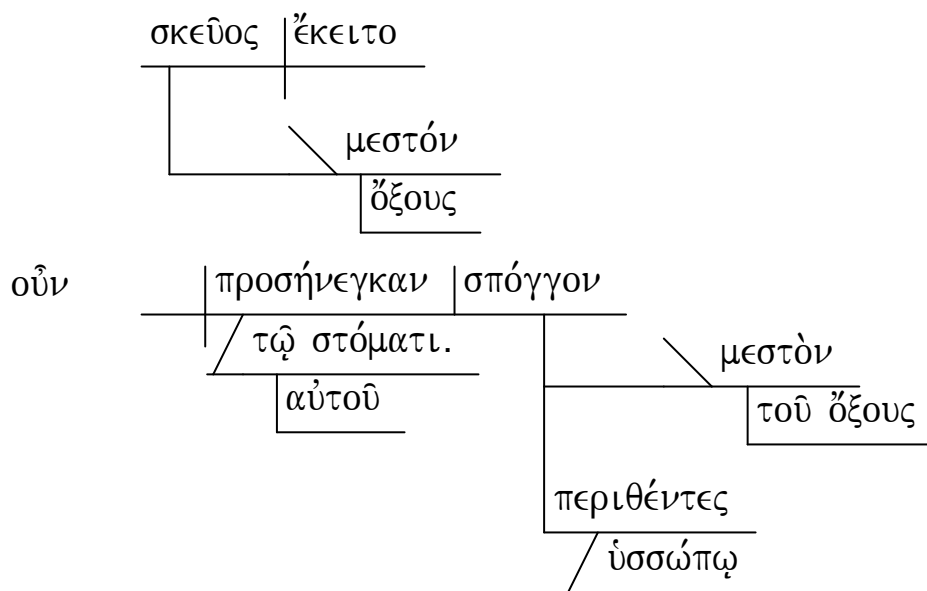 σκεῦος ἔκειτο
μεστόν
ὄξους
οὖν προσήνεγκαν σπόγγον
τῷ στόματι. μεστὸν
αὐτοῦ τοῦ ὄξους
περιθέντες
ὑσσώπῳ